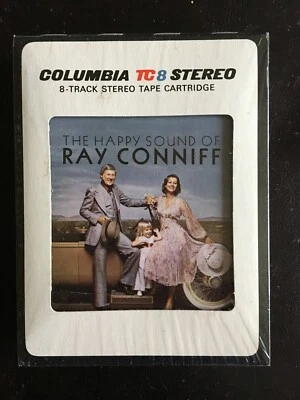 COLUMBIA TC8 STEREO
8-TRACK STEREO TAPE CARTRIDGE
THE HAPPY SOUND OF
RAY CONNIFF